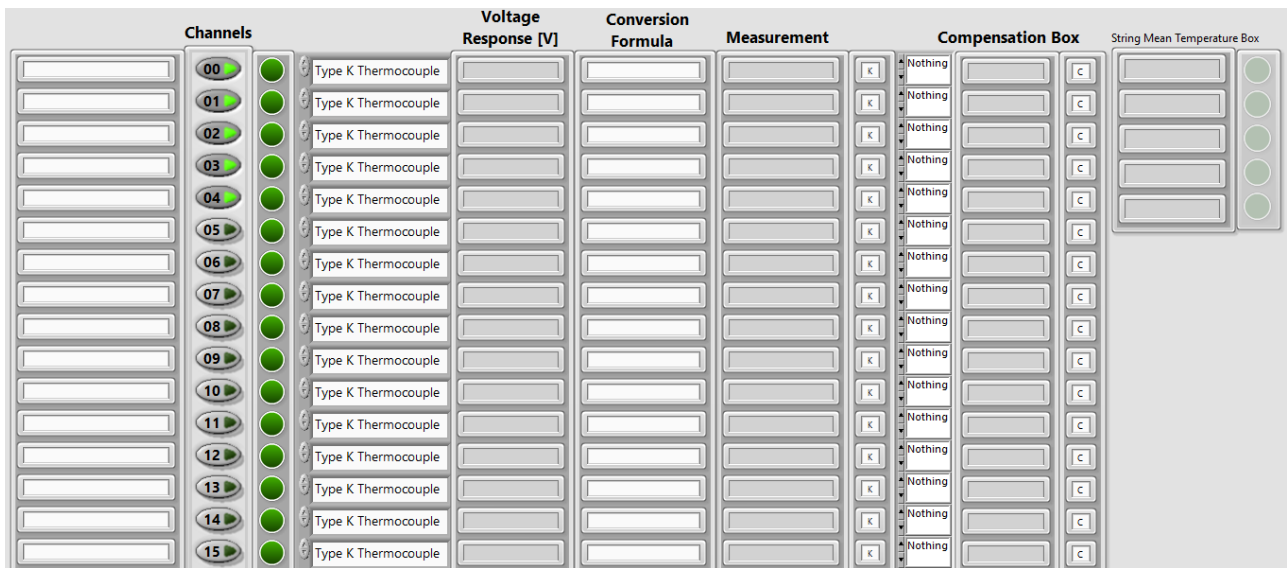 Channels Voltage Response [V] Conversion Formula Measurement Compensation Box String Mean Temperature Box
00 Type K Thermocouple K Nothing C
01 Type K Thermocouple K Nothing C
02 Type K Thermocouple K Nothing C
03 Type K Thermocouple K Nothing C
04 Type K Thermocouple K Nothing C
05 Type K Thermocouple K Nothing C
06 Type K Thermocouple K Nothing C
07 Type K Thermocouple K Nothing C
08 Type K Thermocouple K Nothing C
09 Type K Thermocouple K Nothing C
10 Type K Thermocouple K Nothing C
11 Type K Thermocouple K Nothing C
12 Type K Thermocouple K Nothing C
13 Type K Thermocouple K Nothing C
14 Type K Thermocouple K Nothing C
15 Type K Thermocouple K Nothing C